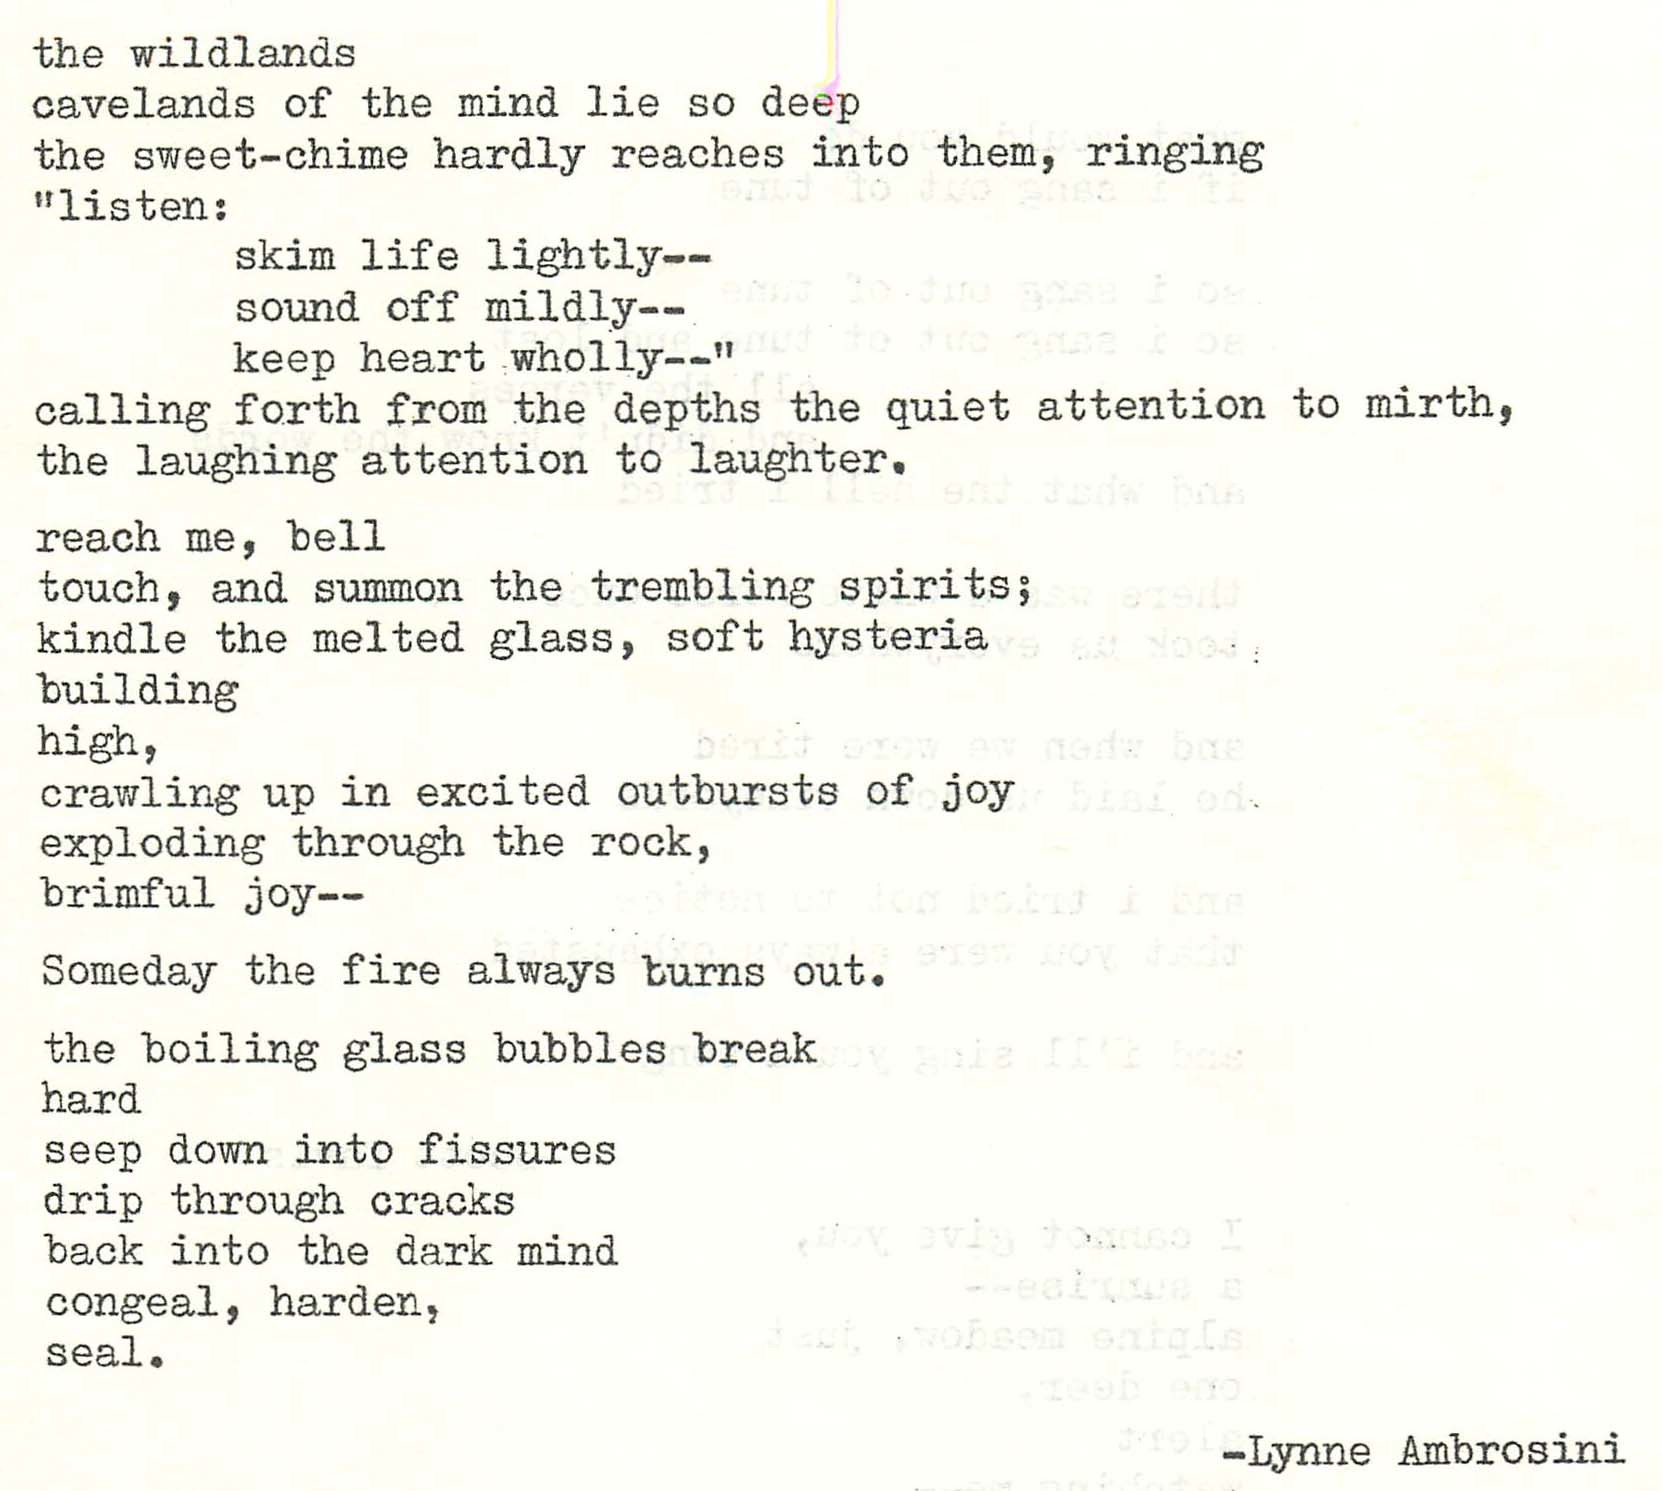 the wildlands
cavelands of the mind lie so deep
the sweet-chime hardly reaches into them, ringing
"listen:
skim life lightly--
sound off mildly--
keep heart wholly--"
calling forth from the depths the quiet attention to mirth,
the laughing attention to laughter.
reach me, bell
touch, and summon the trembling spirits;
kindle the melted glass, soft hysteria
building
high,
crawling up in excited outbursts of joy
exploding through the rock,
brimful joy--
Someday the fire always burns out.
the boiling glass bubbles break
hard
seep down into fissures
drip through cracks
back into the dark mind
congeal, harden,
seal.
-Lynne Ambrosini